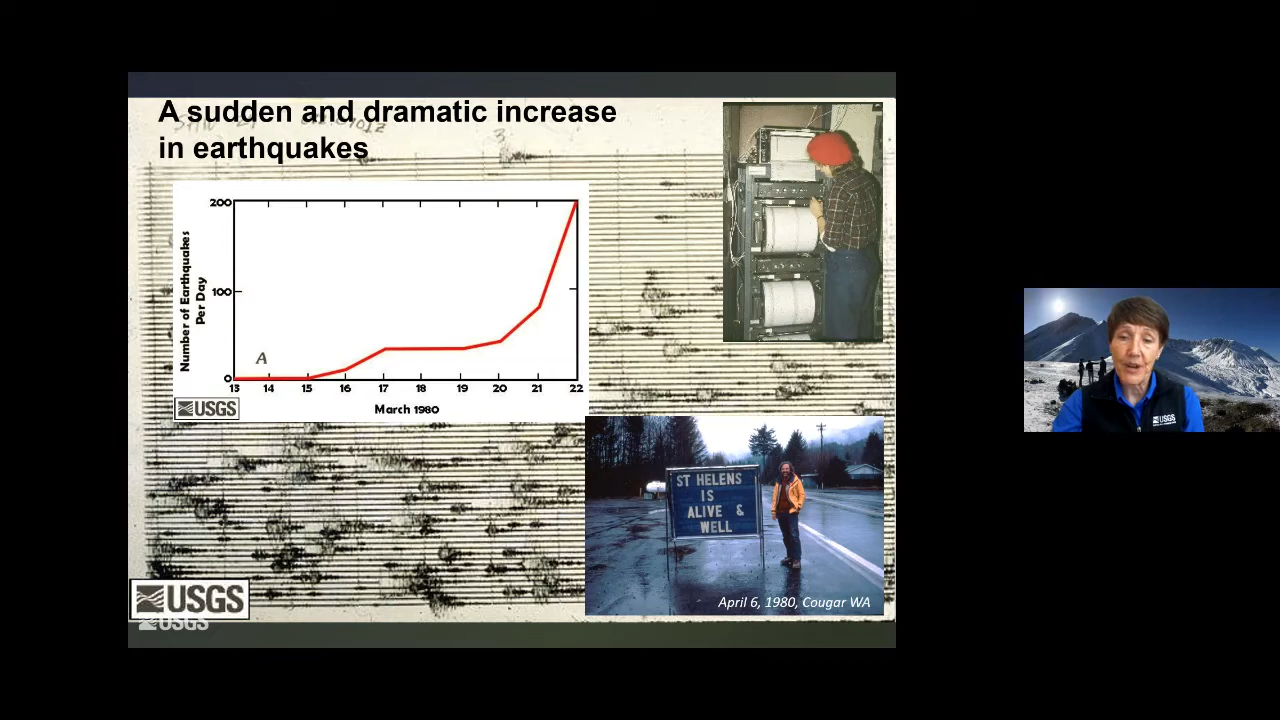 A sudden and dramatic increase
in earthquakes
200
100
0
Number of Earthquakes
Per Day
A
13 14 15 16 17 18 19 20 21 22
March 1980
USGS
ST HELENS
IS
ALIVE &
WELL
April 6, 1980, Cougar WA
USGS
USGS
USGS